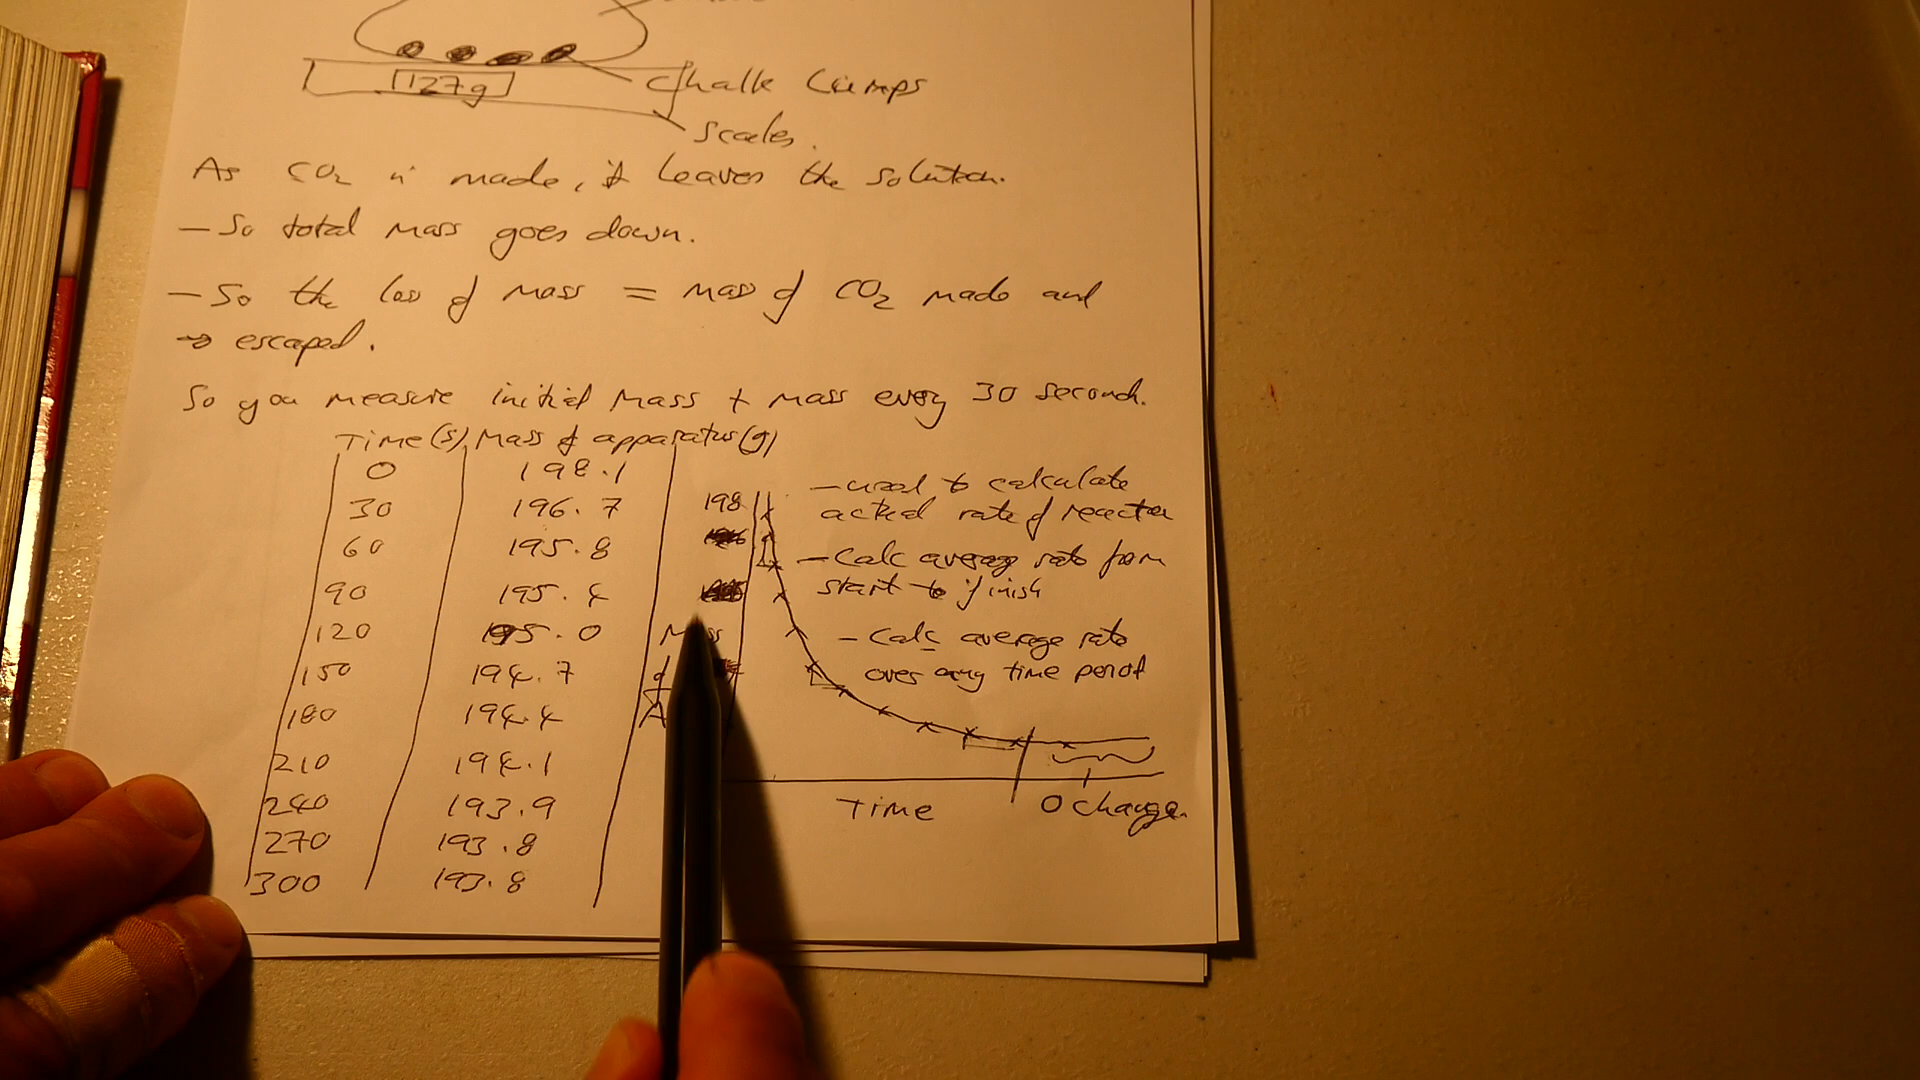 127g
Chalk Lumps
Scales.
As CO2 is made, it leaves the solution.
- So total mass goes down.
- So the loss of mass = mass of CO2 made and
→ escaped.
So you measure initial mass + mass every 30 second.
Time (s) Mass of apparatus (g)
0 198.1
30 196.7
60 195.8
90 195.4
120 195.0
150 194.7
180 194.4
210 194.1
240 193.9
270 193.8
300 193.8
198
Mass
of
A
Time
0 change.
- used to calculate
actual rate of reaction
- Calc average rate from
start to finish
- Calc average rate
over any time period